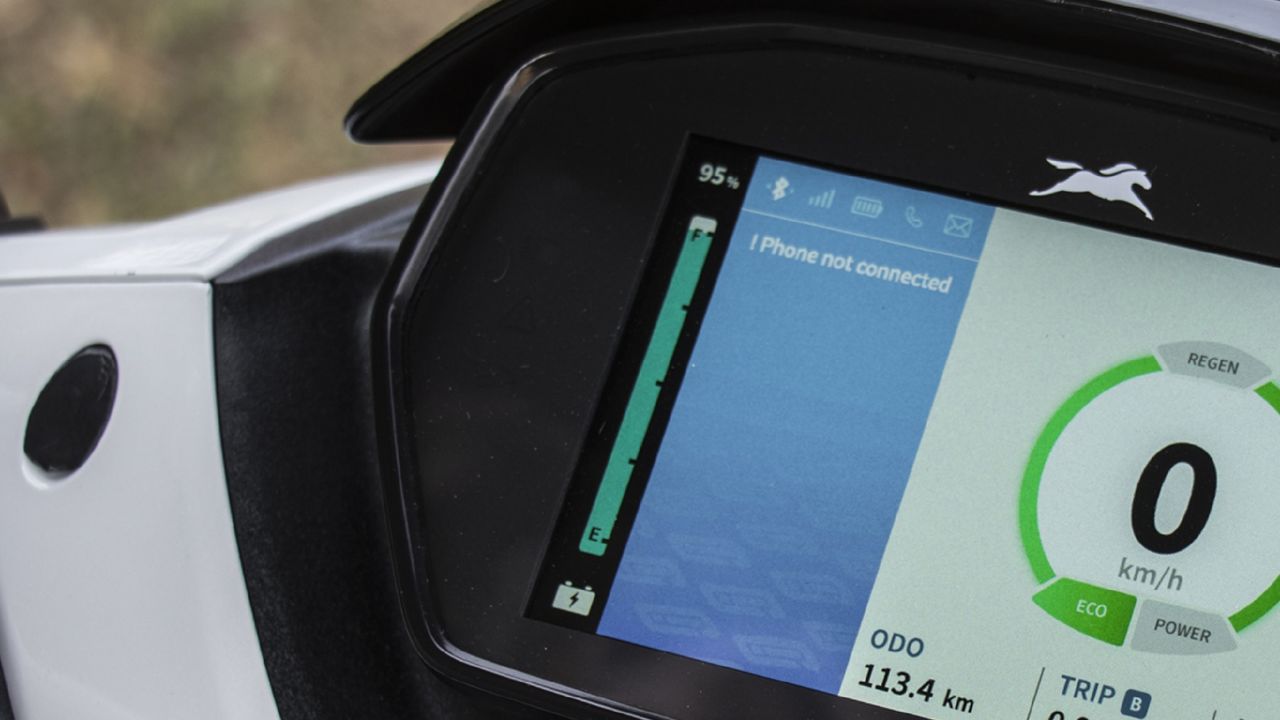 95%
F
! Phone not connected
E
REGEN
0
km/h
ECO
POWER
ODO
113.4 km
TRIP B